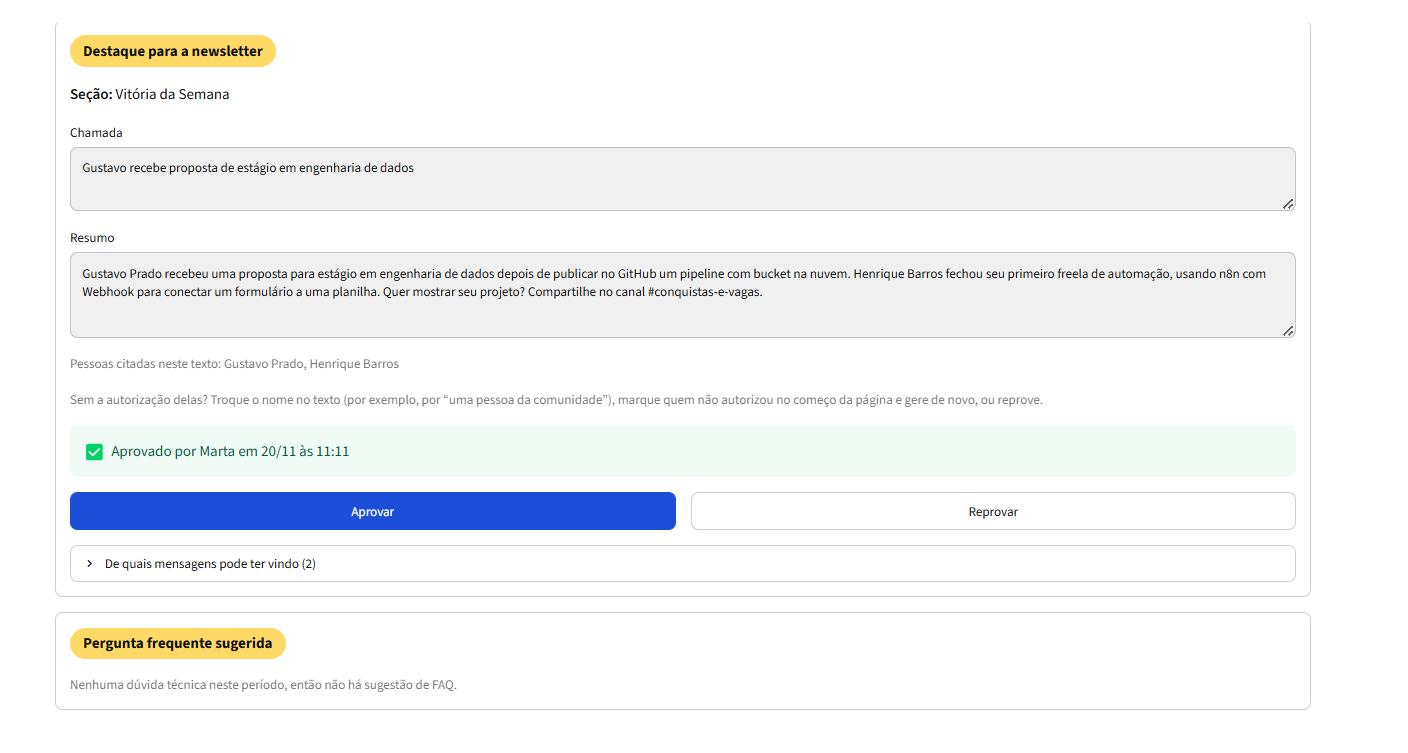 Destaque para a newsletter
Seção: Vitória da Semana
Chamada
Gustavo recebe proposta de estágio em engenharia de dados
Resumo
Gustavo Prado recebeu uma proposta para estágio em engenharia de dados depois de publicar no GitHub um pipeline com bucket na nuvem. Henrique Barros fechou seu primeiro freela de automação, usando n8n com
Webhook para conectar um formulário a uma planilha. Quer mostrar seu projeto? Compartilhe no canal #conquistas-e-vagas.
Pessoas citadas neste texto: Gustavo Prado, Henrique Barros
Sem a autorização delas? Troque o nome no texto (por exemplo, por “uma pessoa da comunidade”), marque quem não autorizou no começo da página e gere de novo, ou reprove.
Aprovado por Marta em 20/11 às 11:11
Aprovar
Reprovar
De quais mensagens pode ter vindo (2)
Pergunta frequente sugerida
Nenhuma dúvida técnica neste período, então não há sugestão de FAQ.